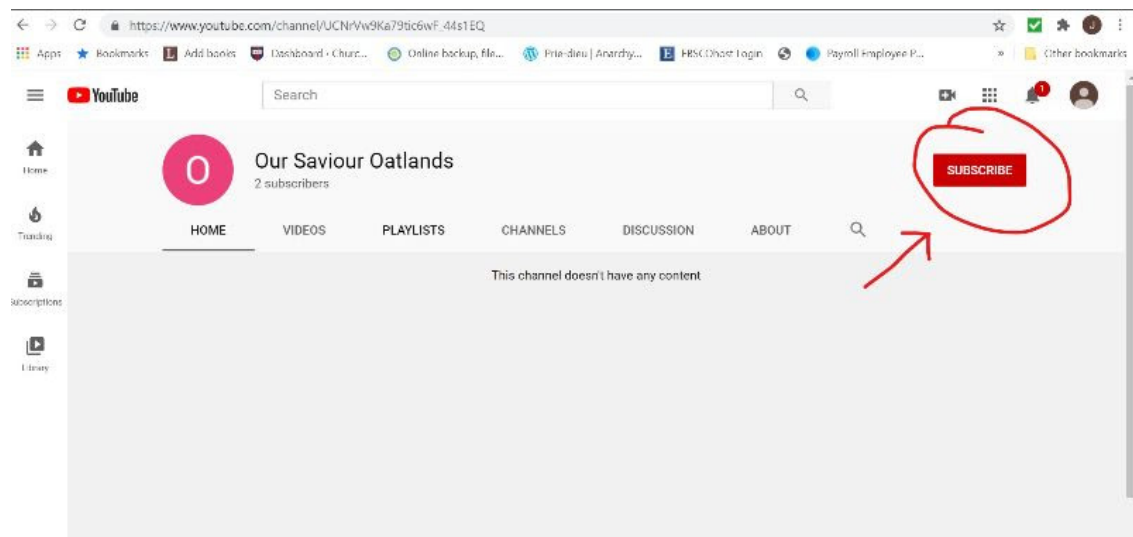 https://www.youtube.com/channel/UCNrVw9Ka79tic6wF_44s1EQ
Apps Bookmarks Add books Dashboard - Churc... Online backup, file... Prie-dieu | Anarchy... EBSCOhost Login Payroll Employee P... » Other bookmarks
YouTube Search 1 J
Home
Trending
Subscriptions
Library
O
Our Saviour Oatlands
2 subscribers
SUBSCRIBE
HOME VIDEOS PLAYLISTS CHANNELS DISCUSSION ABOUT
This channel doesn't have any content